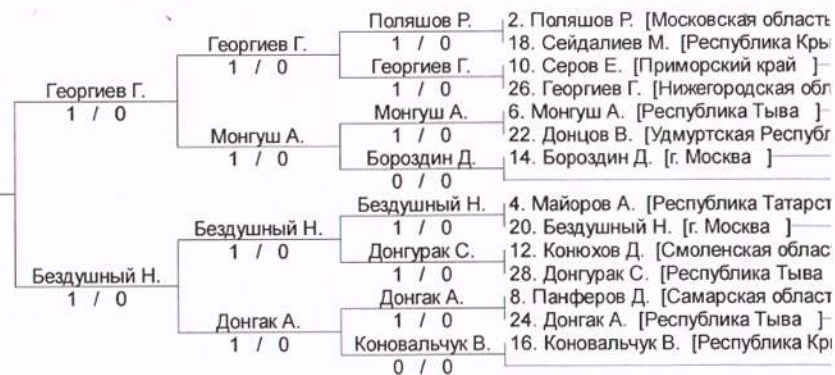 Поляшов Р.
1 / 0
2. Поляшов Р. [Московская область
18. Сейдалиев М. [Республика Кры
Георгиев Г.
1 / 0
Георгиев Г.
1 / 0
10. Серов Е. [Приморский край ]
26. Георгиев Г. [Нижегородская обл
Георгиев Г.
1 / 0
Монгуш А.
1 / 0
6. Монгуш А. [Республика Тыва ]
22. Донцов В. [Удмуртская Республ
Монгуш А.
1 / 0
Бороздин Д.
0 / 0
14. Бороздин Д. [г. Москва ]
Бездушный Н.
1 / 0
4. Майоров А. [Республика Татарст
20. Бездушный Н. [г. Москва ]
Бездушный Н.
1 / 0
Донгурак С.
1 / 0
12. Конюхов Д. [Смоленская облас
28. Донгурак С. [Республика Тыва
Бездушный Н.
1 / 0
Донгак А.
1 / 0
8. Панферов Д. [Самарская област
24. Донгак А. [Республика Тыва ]
Донгак А.
1 / 0
Коновальчук В.
0 / 0
16. Коновальчук В. [Республика Кры